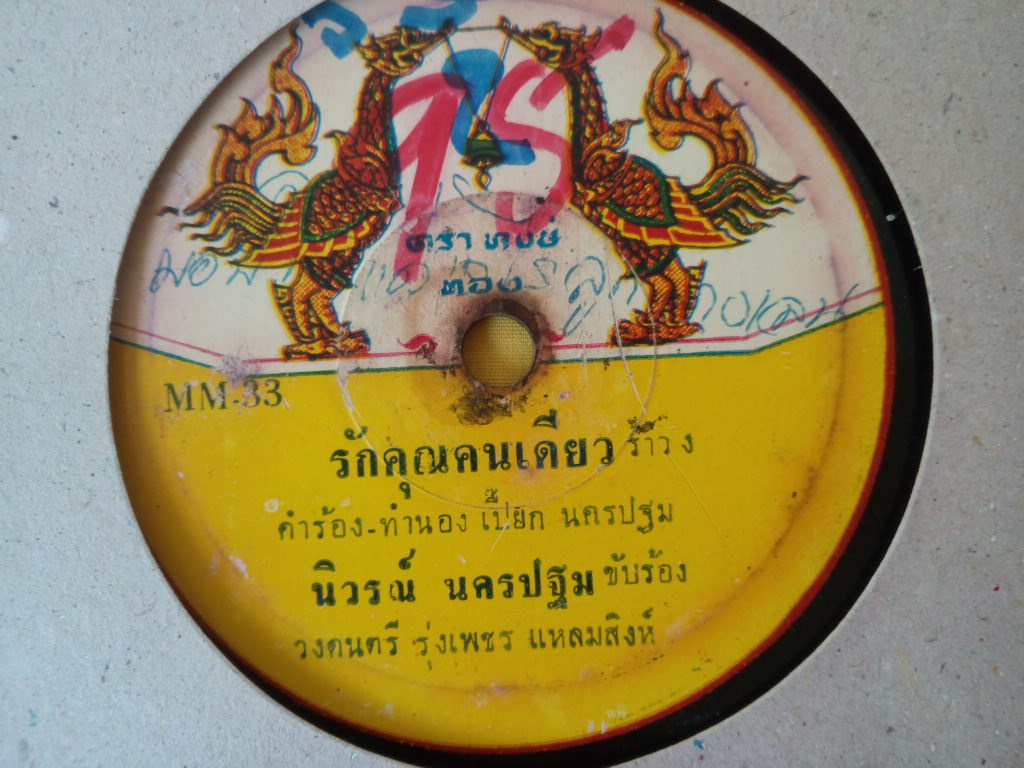 15
ตรา หงษ์
ทอง
MM-33
รักคุณคนเดียว รำวง
คำร้อง-ทำนอง เปี๊ยก นครปฐม
นิวรณ์ นครปฐม ขับร้อง
วงดนตรี รุ่งเพชร แหลมสิงห์